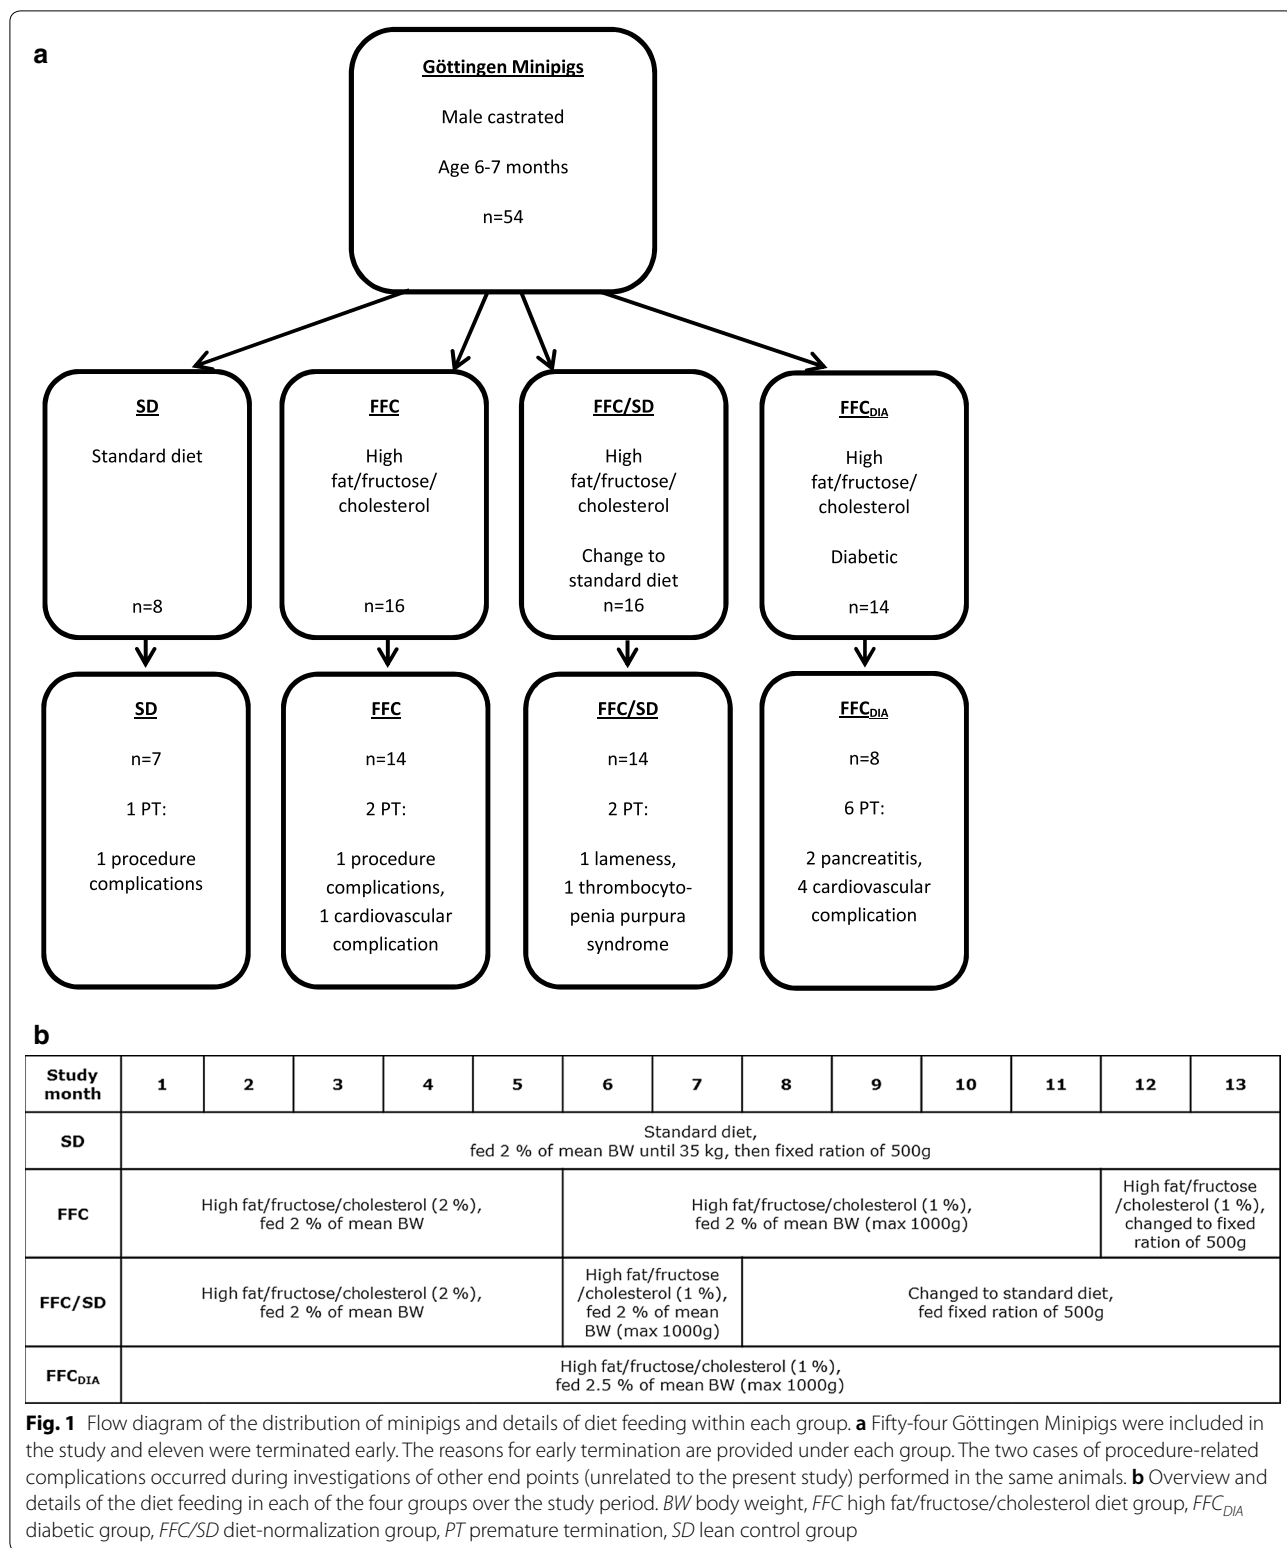 a
Göttingen Minipigs
Male castrated
Age 6-7 months
n=54
SD
Standard diet
n=8
FFC
High
fat/fructose/
cholesterol
n=16
FFC/SD
High
fat/fructose/
cholesterol
Change to
standard diet
n=16
FFCDIA
High
fat/fructose/
cholesterol
Diabetic
n=14
SD
n=7
1 PT:
1 procedure
complications
FFC
n=14
2 PT:
1 procedure
complications,
1 cardiovascular
complication
FFC/SD
n=14
2 PT:
1 lameness,
1 thrombocyto-
penia purpura
syndrome
FFCDIA
n=8
6 PT:
2 pancreatitis,
4 cardiovascular
complication
b
Study
month
1 2 3 4 5 6 7 8 9 10 11 12 13
SD
Standard diet,
fed 2 % of mean BW until 35 kg, then fixed ration of 500g
FFC
High fat/fructose/cholesterol (2 %),
fed 2 % of mean BW
High fat/fructose/cholesterol (1 %),
fed 2 % of mean BW (max 1000g)
High fat/fructose
/cholesterol (1 %),
changed to fixed
ration of 500g
FFC/SD
High fat/fructose/cholesterol (2 %),
fed 2 % of mean BW
High fat/fructose
/cholesterol (1 %),
fed 2 % of mean
BW (max 1000g)
Changed to standard diet,
fed fixed ration of 500g
FFCDIA
High fat/fructose/cholesterol (1 %),
fed 2.5 % of mean BW (max 1000g)
Fig. 1 Flow diagram of the distribution of minipigs and details of diet feeding within each group. a Fifty-four Göttingen Minipigs were included in
the study and eleven were terminated early. The reasons for early termination are provided under each group. The two cases of procedure-related
complications occurred during investigations of other end points (unrelated to the present study) performed in the same animals. b Overview and
details of the diet feeding in each of the four groups over the study period. BW body weight, FFC high fat/fructose/cholesterol diet group, FFCDIA
diabetic group, FFC/SD diet-normalization group, PT premature termination, SD lean control group